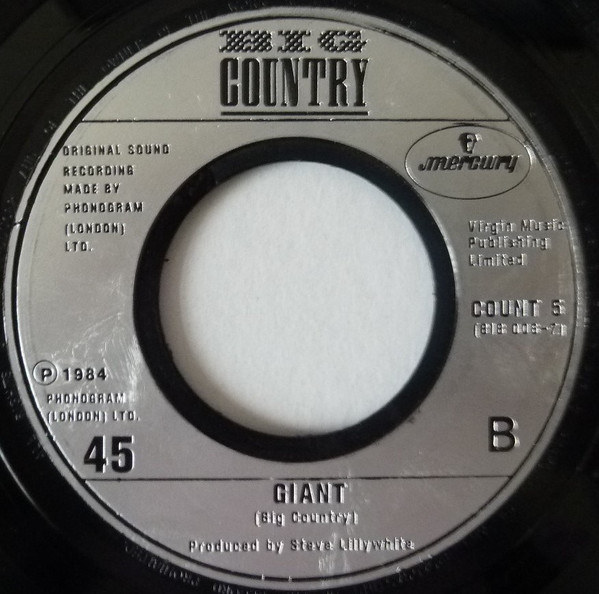 BIG
COUNTRY
ORIGINAL SOUND
RECORDING
MADE BY
PHONOGRAM
(LONDON)
LTD.
mercury
Virgin Music
Publishing
Limited
COUNT 5
P 1984
PHONOGRAM
(LONDON) LTD.
45
B
GIANT
(Big Country)
Produced by Steve Lillywhite